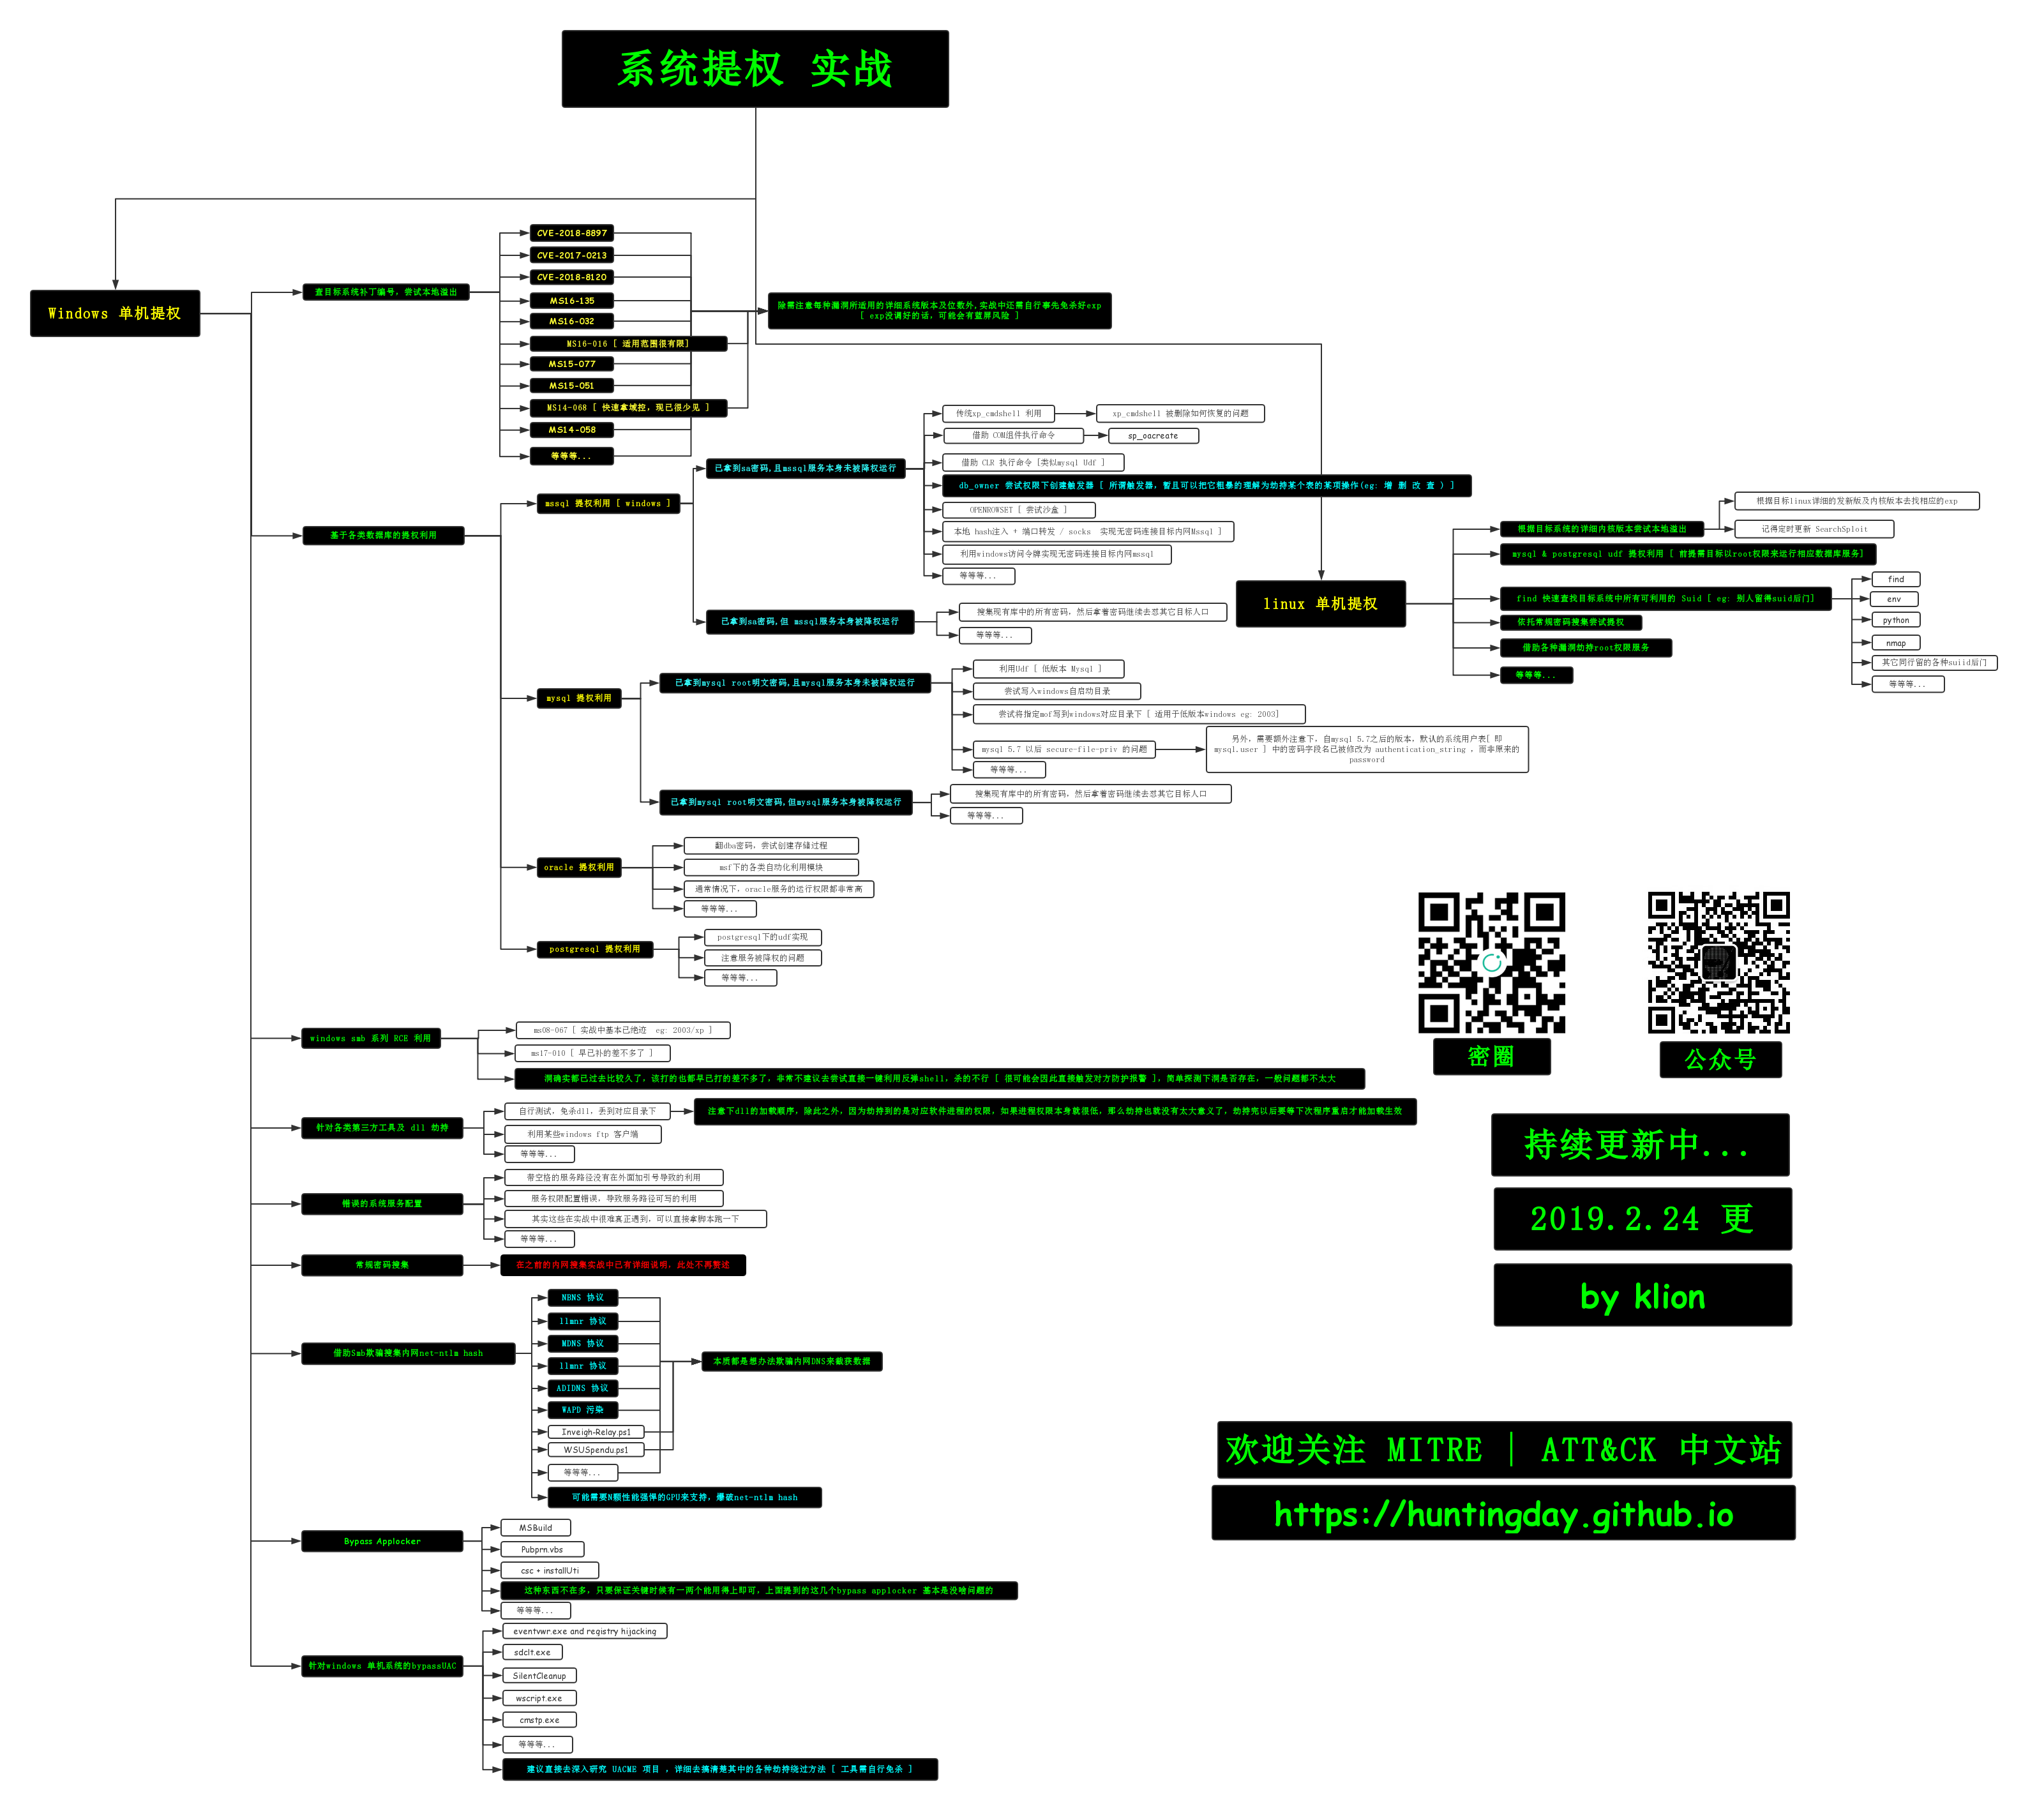 系统提权 实战
Windows 单机提权
查目标系统补丁编号，尝试本地溢出
CVE-2018-8897
CVE-2017-0213
CVE-2018-8120
MS16-135
MS16-032
MS16-016 [ 适用范围很有限]
MS15-077
MS15-051
MS14-068 [ 快速拿域控，现已很少见 ]
MS14-058
等等等...
除需注意每种漏洞所适用的详细系统版本及位数外,实战中还需自行事先免杀好exp
[ exp没调好的话，可能会有蓝屏风险 ]
基于各类数据库的提权利用
mssql 提权利用 [ windows ]
已拿到sa密码,且mssql服务本身未被降权运行
传统xp_cmdshell 利用
xp_cmdshell 被删除如何恢复的问题
借助 COM组件执行命令
sp_oacreate
借助 CLR 执行命令 [类似mysql Udf ]
db_owner 尝试权限下创建触发器 [ 所谓触发器，暂且可以把它粗暴的理解为劫持某个表的某项操作(eg: 增 删 改 查 ) ]
OPENROWSET [ 尝试沙盒 ]
本地 hash注入 + 端口转发 / socks  实现无密码连接目标内网Mssql ]
利用windows访问令牌实现无密码连接目标内网mssql
等等等...
已拿到sa密码,但 mssql服务本身被降权运行
搜集现有库中的所有密码，然后拿着密码继续去怼其它目标人口
等等等...
mysql 提权利用
已拿到mysql root明文密码,且mysql服务本身未被降权运行
利用Udf [ 低版本 Mysql ]
尝试写入windows自启动目录
尝试将指定mof写到windows对应目录下 [ 适用于低版本windows eg: 2003]
mysql 5.7 以后 secure-file-priv 的问题
另外，需要额外注意下，自mysql 5.7之后的版本，默认的系统用户表[ 即
mysql.user ] 中的密码字段名已被修改为 authentication_string ，而非原来的
password
等等等...
已拿到mysql root明文密码,但mysql服务本身被降权运行
搜集现有库中的所有密码，然后拿着密码继续去怼其它目标人口
等等等...
oracle 提权利用
翻dba密码，尝试创建存储过程
msf下的各类自动化利用模块
通常情况下，oracle服务的运行权限都非常高
等等等...
postgresql 提权利用
postgresql下的udf实现
注意服务被降权的问题
等等等...
windows smb 系列 RCE 利用
ms08-067 [ 实战中基本已绝迹  eg: 2003/xp ]
ms17-010 [ 早已补的差不多了 ]
洞确实都已过去比较久了，该打的也都早已打的差不多了，非常不建议去尝试直接一键利用反弹shell，杀的不行 [ 很可能会因此直接触发对方防护报警 ]，简单探测下洞是否存在，一般问题都不太大
针对各类第三方工具及 dll 劫持
自行测试，免杀dll，丢到对应目录下
注意下dll的加载顺序，除此之外，因为劫持到的是对应软件进程的权限，如果进程权限本身就很低，那么劫持也就没有太大意义了，劫持完以后要等下次程序重启才能加载生效
利用某些windows ftp 客户端
等等等...
错误的系统服务配置
带空格的服务路径没有在外面加引号导致的利用
服务权限配置错误，导致服务路径可写的利用
其实这些在实战中很难真正遇到，可以直接拿脚本跑一下
等等等...
常规密码搜集
在之前的内网搜集实战中已有详细说明，此处不再赘述
借助Smb欺骗搜集内网net-ntlm hash
NBNS 协议
llmnr 协议
MDNS 协议
llmnr 协议
ADIDNS 协议
WAPD 污染
Inveigh-Relay.ps1
WSUSpendu.ps1
等等等...
可能需要N颗性能强悍的GPU来支持，爆破net-ntlm hash
本质都是想办法欺骗内网DNS来截获数据
Bypass Applocker
MSBuild
Pubprn.vbs
csc + installUti
这种东西不在多，只要保证关键时候有一两个能用得上即可，上面提到的这几个bypass applocker 基本是没啥问题的
等等等...
针对windows 单机系统的bypassUAC
eventvwr.exe and registry hijacking
sdclt.exe
SilentCleanup
wscript.exe
cmstp.exe
等等等...
建议直接去深入研究 UACME 项目 ，详细去搞清楚其中的各种劫持绕过方法 [ 工具需自行免杀 ]
linux 单机提权
根据目标系统的详细内核版本尝试本地溢出
根据目标linux详细的发新版及内核版本去找相应的exp
记得定时更新 SearchSploit
mysql & postgresql udf 提权利用 [ 前提需目标以root权限来运行相应数据库服务]
find 快速查找目标系统中所有可利用的 Suid [ eg: 别人留得suid后门]
find
env
python
nmap
其它同行留的各种suiid后门
等等等...
依托常规密码搜集尝试提权
借助各种漏洞劫持root权限服务
等等等...
密圈
公众号
持续更新中...
2019.2.24 更
by klion
欢迎关注 MITRE | ATT&CK 中文站
https://huntingday.github.io